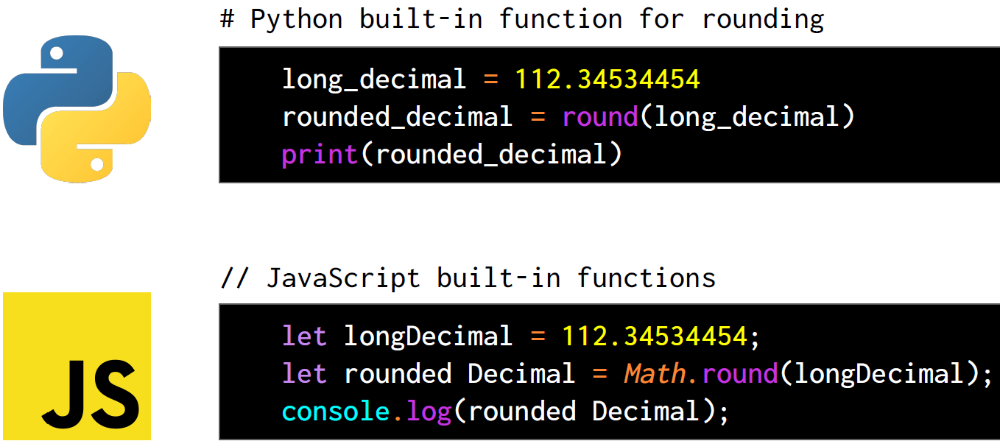 # Python built-in function for rounding
long_decimal = 112.34534454
rounded_decimal = round(long_decimal)
print(rounded_decimal)
// JavaScript built-in functions
let longDecimal = 112.34534454;
let rounded Decimal = Math.round(longDecimal);
console.log(rounded Decimal);
JS